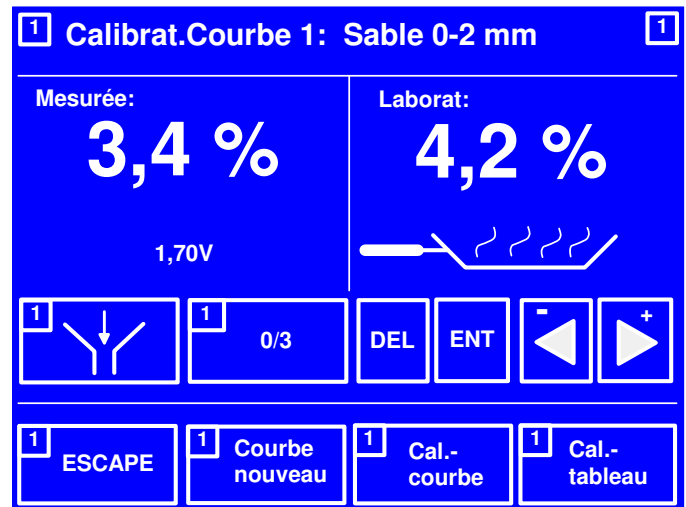 1 Calibrat.Courbe 1: Sable 0-2 mm 1
Mesurée:
3,4 %
1,70V
Laborat:
4,2 %
1
1 0/3
DEL
ENT
-
+
1 ESCAPE
1 Courbe
nouveau
1 Cal.-
courbe
1 Cal.-
tableau